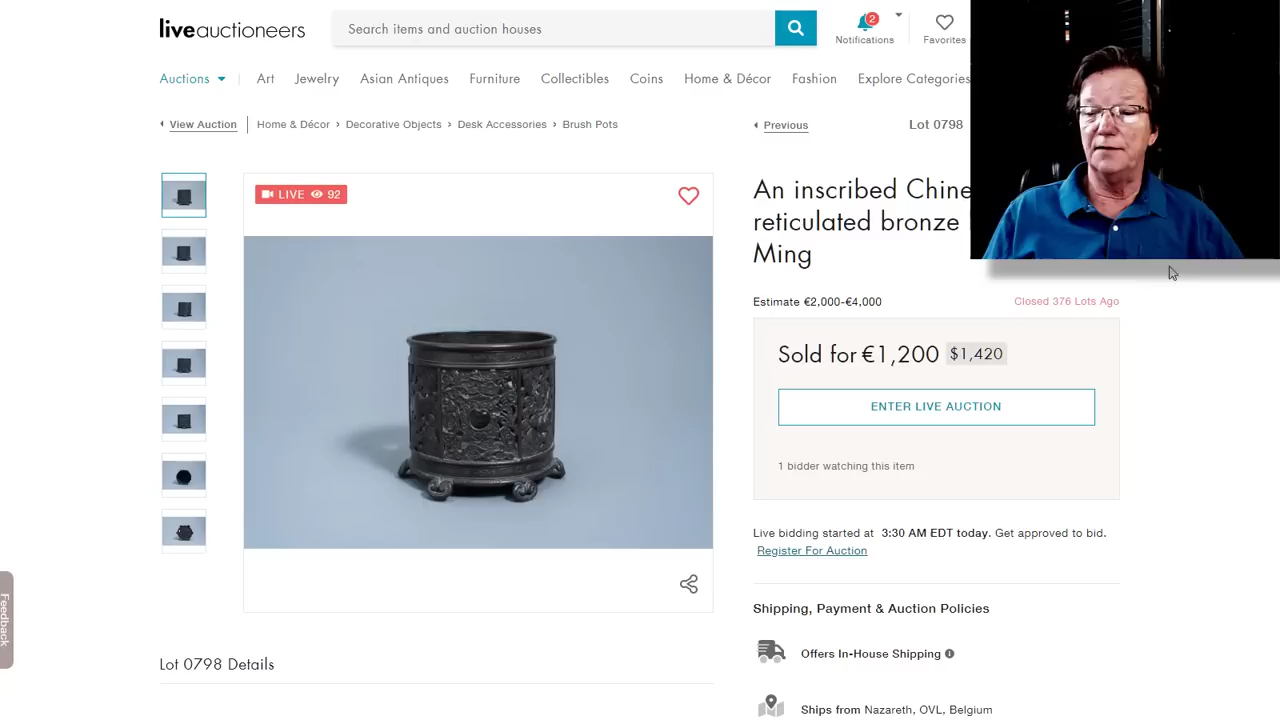 liveauctioneers
Search items and auction houses
2
Notifications
Favorites
Auctions Art Jewelry Asian Antiques Furniture Collectibles Coins Home & Décor Fashion Explore Categories
View Auction Home & Décor › Decorative Objects › Desk Accessories › Brush Pots
Previous
Lot 0798
LIVE 92
An inscribed Chine
reticulated bronze
Ming
Estimate €2,000-€4,000
Closed 376 Lots Ago
Sold for €1,200 $1,420
ENTER LIVE AUCTION
1 bidder watching this item
Live bidding started at 3:30 AM EDT today. Get approved to bid.
Register For Auction
Shipping, Payment & Auction Policies
Offers In-House Shipping
Ships from Nazareth, OVL, Belgium
Lot 0798 Details
Feedback